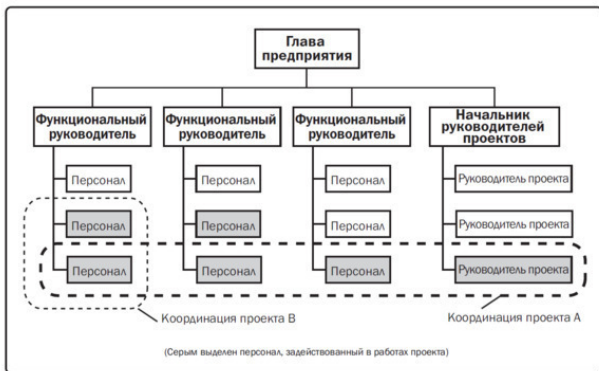 Глава
предприятия
Функциональный
руководитель
Функциональный
руководитель
Функциональный
руководитель
Начальник
руководителей
проектов
Персонал
Персонал
Персонал
Руководитель проекта
Персонал
Персонал
Персонал
Руководитель проекта
Персонал
Персонал
Персонал
Руководитель проекта
Координация проекта В
Координация проекта А
(Серым выделен персонал, задействованный в работах проекта)